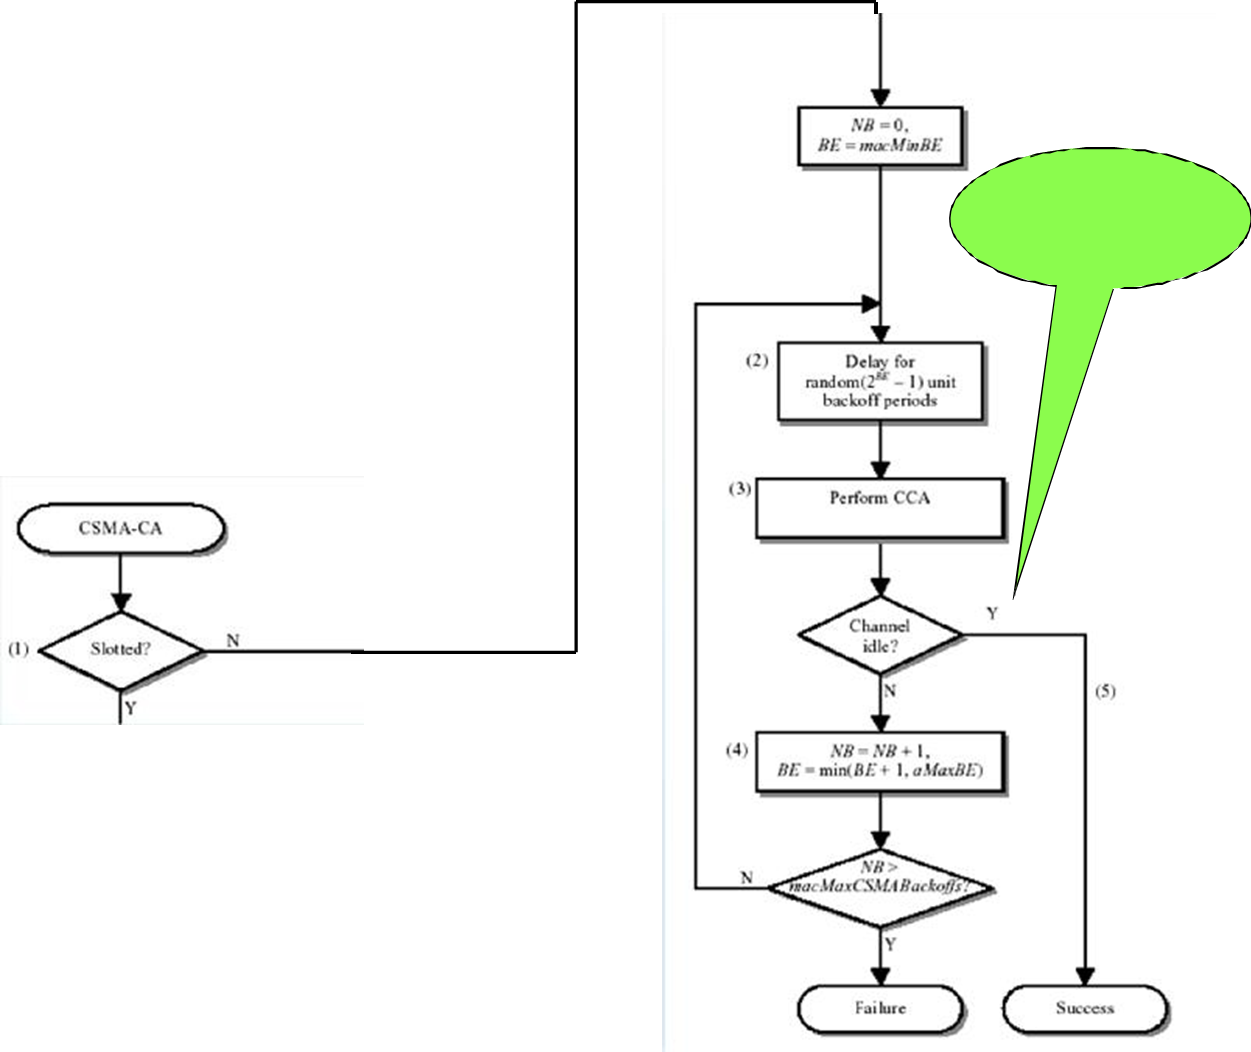 CSMA-CA
(1)
Slotted?
N
Y
NB = 0,
BE = macMinBE
(2)
Delay for
random(2^BE – 1) unit
backoff periods
(3)
Perform CCA
Channel
idle?
Y
N
(5)
(4)
NB = NB + 1,
BE = min(BE + 1, aMaxBE)
NB >
macMaxCSMABackoffs?
N
Y
Failure
Success